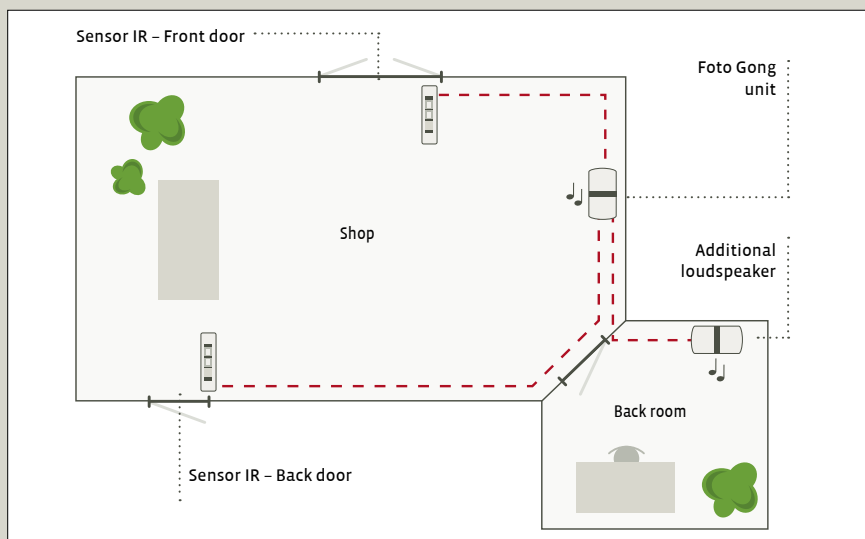 Sensor IR – Front door
Foto Gong
unit
Shop
Additional
loudspeaker
Back room
Sensor IR – Back door